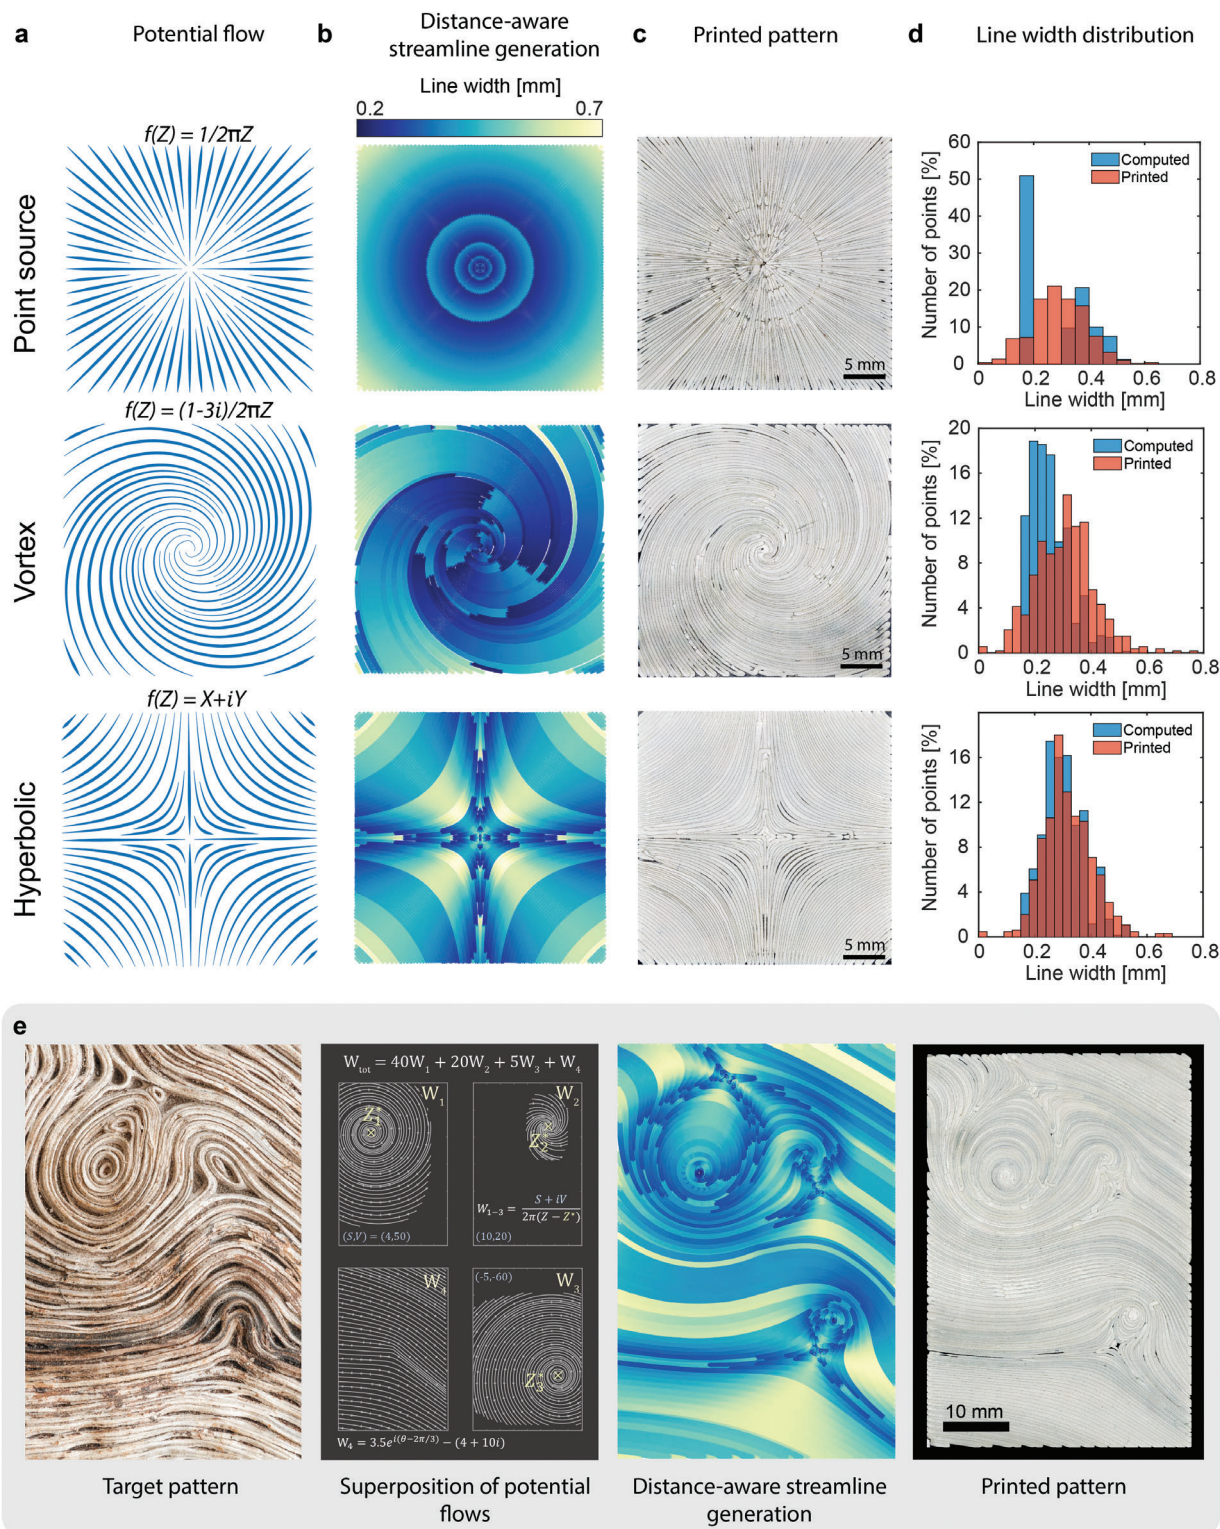 a Potential flow
b Distance-aware
streamline generation
c Printed pattern
d Line width distribution
Line width [mm]
0.2 0.7
Point source
f(Z) = 1/2πZ
5 mm
Number of points [%]
60
50
40
30
20
10
0
Computed
Printed
0 0.2 0.4 0.6 0.8
Line width [mm]
Vortex
f(Z) = (1-3i)/2πZ
5 mm
Number of points [%]
20
16
12
8
4
0
Computed
Printed
0 0.2 0.4 0.6 0.8
Line width [mm]
Hyperbolic
f(Z) = X+iY
5 mm
Number of points [%]
16
12
8
4
0
Computed
Printed
0 0.2 0.4 0.6 0.8
Line width [mm]
e
W_tot = 40W_1 + 20W_2 + 5W_3 + W_4
W_1
Z_1^*
(S,V) = (4,50)
W_2
Z_2^*
W_{1-3} = \frac{S + iV}{2π(Z − Z^*)}
(10,20)
W_4
(-5,-60)
W_3
Z_3^*
W_4 = 3.5e^{i(θ−2π/3)} − (4 + 10i)
10 mm
Target pattern
Superposition of potential
flows
Distance-aware streamline
generation
Printed pattern